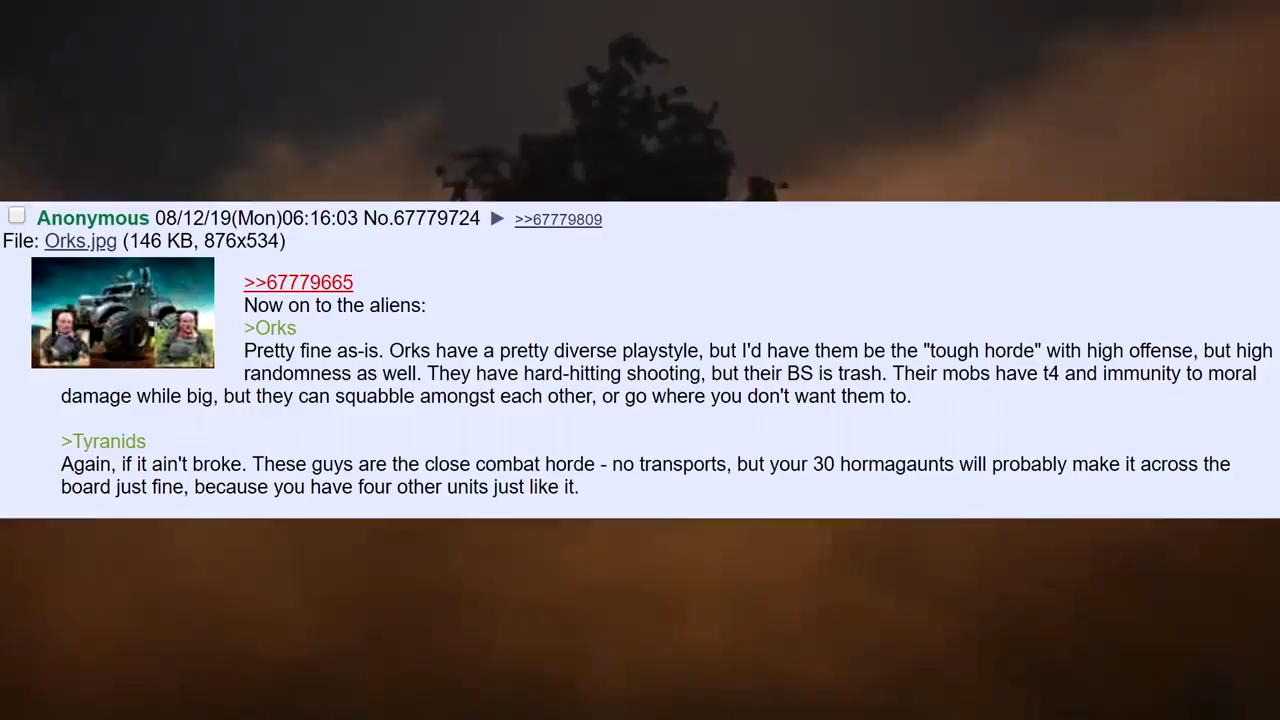 Anonymous 08/12/19(Mon)06:16:03 No.67779724 ▶ >>67779809
File: Orks.jpg (146 KB, 876x534)
>>67779665
Now on to the aliens:
>Orks
Pretty fine as-is. Orks have a pretty diverse playstyle, but I'd have them be the "tough horde" with high offense, but high
randomness as well. They have hard-hitting shooting, but their BS is trash. Their mobs have t4 and immunity to moral
damage while big, but they can squabble amongst each other, or go where you don't want them to.
>Tyranids
Again, if it ain't broke. These guys are the close combat horde - no transports, but your 30 hormagaunts will probably make it across the
board just fine, because you have four other units just like it.